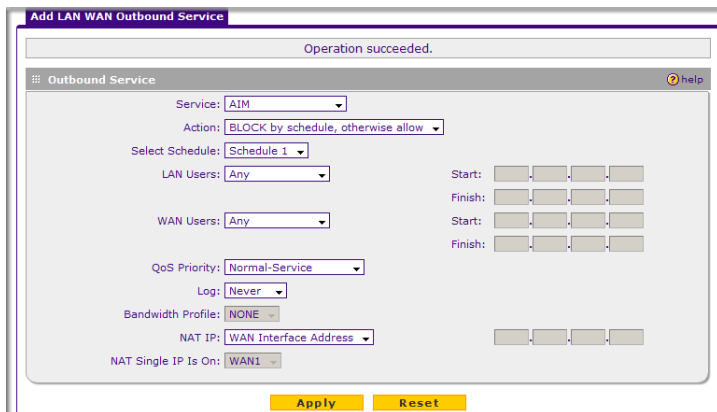 Add LAN WAN Outbound Service
Operation succeeded.
Outbound Service
help
Service: AIM
Action: BLOCK by schedule, otherwise allow
Select Schedule: Schedule 1
LAN Users: Any Start:
Finish:
WAN Users: Any Start:
Finish:
QoS Priority: Normal-Service
Log: Never
Bandwidth Profile: NONE
NAT IP: WAN Interface Address
NAT Single IP Is On: WAN1
Apply Reset